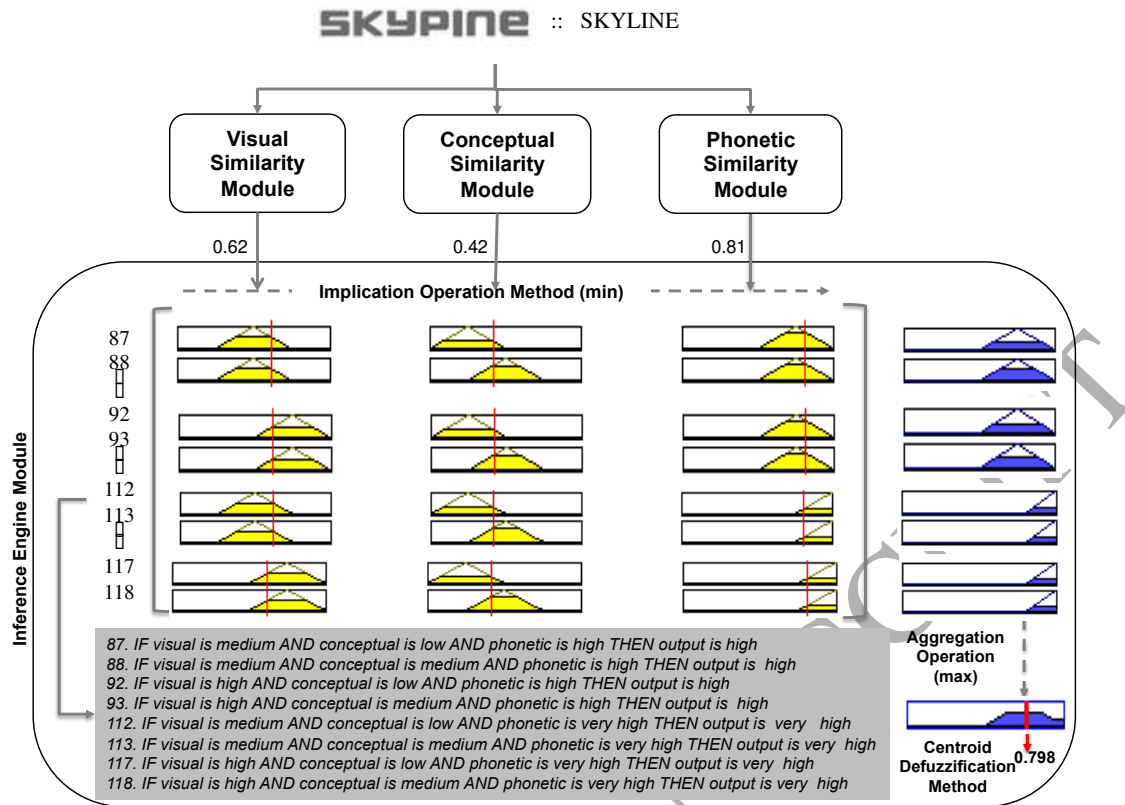 SKYPINE :: SKYLINE
Visual
Similarity
Module
Conceptual
Similarity
Module
Phonetic
Similarity
Module
0.62
0.42
0.81
Implication Operation Method (min)
Inference Engine Module
87
88
92
93
112
113
117
118
87. IF visual is medium AND conceptual is low AND phonetic is high THEN output is high
88. IF visual is medium AND conceptual is medium AND phonetic is high THEN output is high
92. IF visual is high AND conceptual is low AND phonetic is high THEN output is high
93. IF visual is high AND conceptual is medium AND phonetic is high THEN output is high
112. IF visual is medium AND conceptual is low AND phonetic is very high THEN output is very high
113. IF visual is medium AND conceptual is medium AND phonetic is very high THEN output is very high
117. IF visual is high AND conceptual is low AND phonetic is very high THEN output is very high
118. IF visual is high AND conceptual is medium AND phonetic is very high THEN output is very high
Aggregation
Operation
(max)
Centroid
Defuzzification
Method
0.798